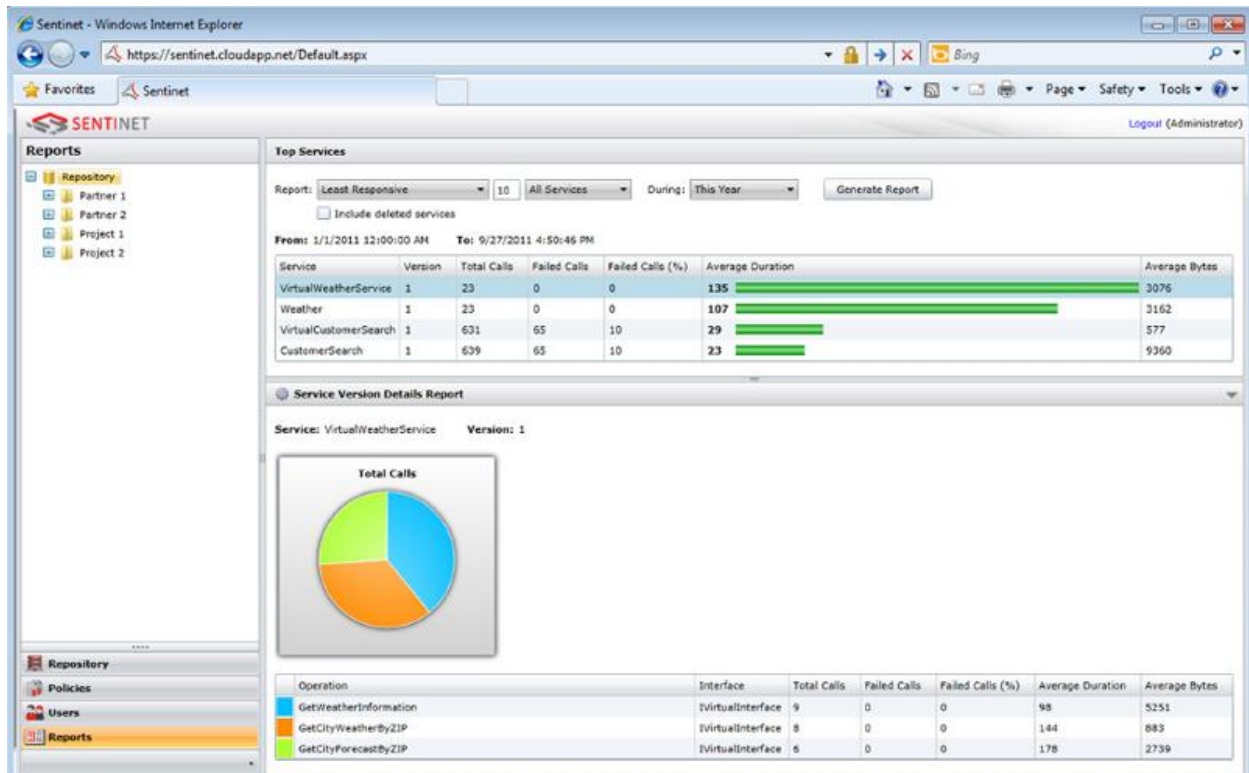 Sentinet - Windows Internet Explorer
https://sentinet.cloudapp.net/Default.aspx
Bing
Favorites Sentinet
Page Safety Tools
SENTINET
Logout (Administrator)
Reports
Repository
Partner 1
Partner 2
Project 1
Project 2
Repository
Policies
Users
Reports
Top Services
Report: Least Responsive 10 All Services During: This Year Generate Report
Include deleted services
From: 1/1/2011 12:00:00 AM To: 9/27/2011 4:50:46 PM
Service Version Total Calls Failed Calls Failed Calls (%) Average Duration Average Bytes
VirtualWeatherService 1 23 0 0 135 3076
Weather 1 23 0 0 107 3162
VirtualCustomerSearch 1 631 65 10 29 577
CustomerSearch 1 639 65 10 23 9360
Service Version Details Report
Service: VirtualWeatherService Version: 1
Total Calls
Operation Interface Total Calls Failed Calls Failed Calls (%) Average Duration Average Bytes
GetWeatherInformation IVirtualInterface 9 0 0 98 5251
GetCityWeatherByZIP IVirtualInterface 8 0 0 144 883
GetCityForecastByZIP IVirtualInterface 6 0 0 178 2739